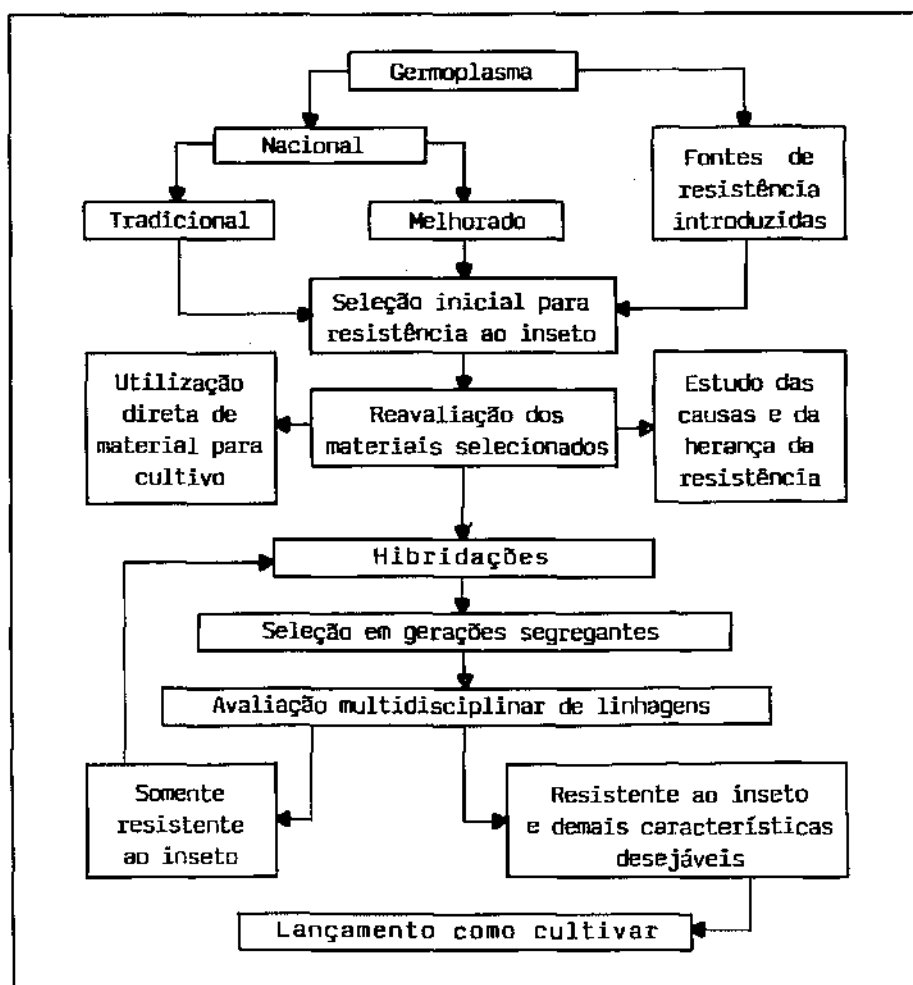 Germoplasma
Nacional
Fontes de
resistência
introduzidas
Tradicional
Melhorado
Seleção inicial para
resistência ao inseto
Utilização
direta de
material para
cultivo
Reavaliação dos
materiais selecionados
Estudo das
causas e da
herança da
resistência
Hibridações
Seleção em gerações segregantes
Avaliação multidisciplinar de linhagens
Somente
resistente
ao inseto
Resistente ao inseto
e demais características
desejáveis
Lançamento como cultivar